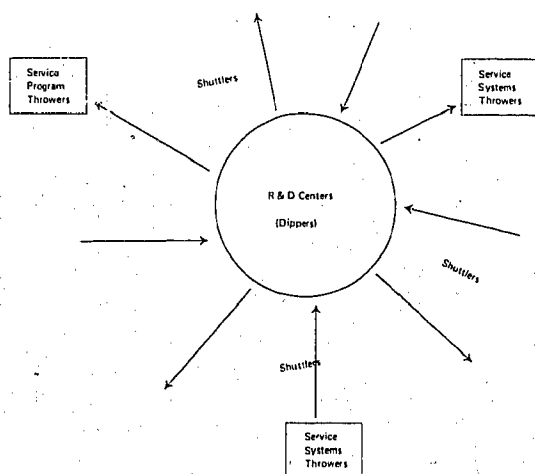 Shuttlers
Service
Program
Throwers
Service
Systems
Throwers
R & D Centers
(Dippers)
Shuttlers
Shuttlers
Service
Systems
Throwers